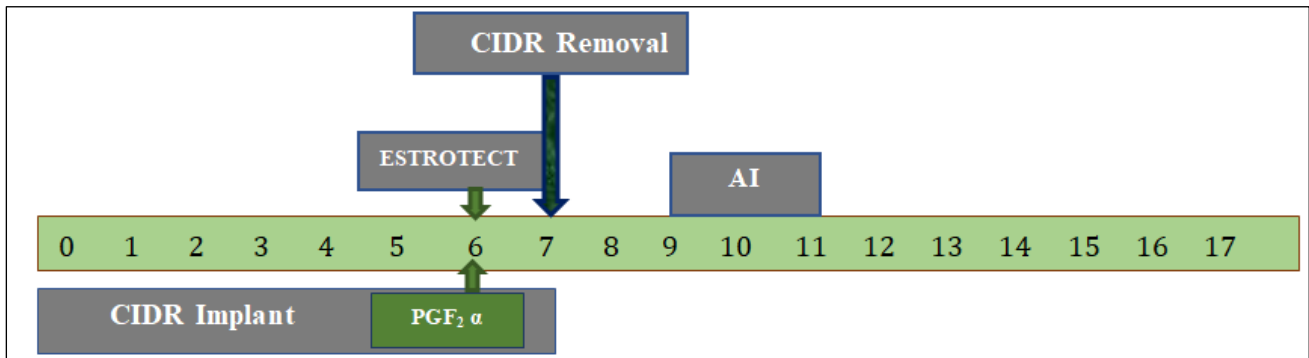 CIDR Removal
ESTROTECT
AI
0 1 2 3 4 5 6 7 8 9 10 11 12 13 14 15 16 17
CIDR Implant
PGF₂ α